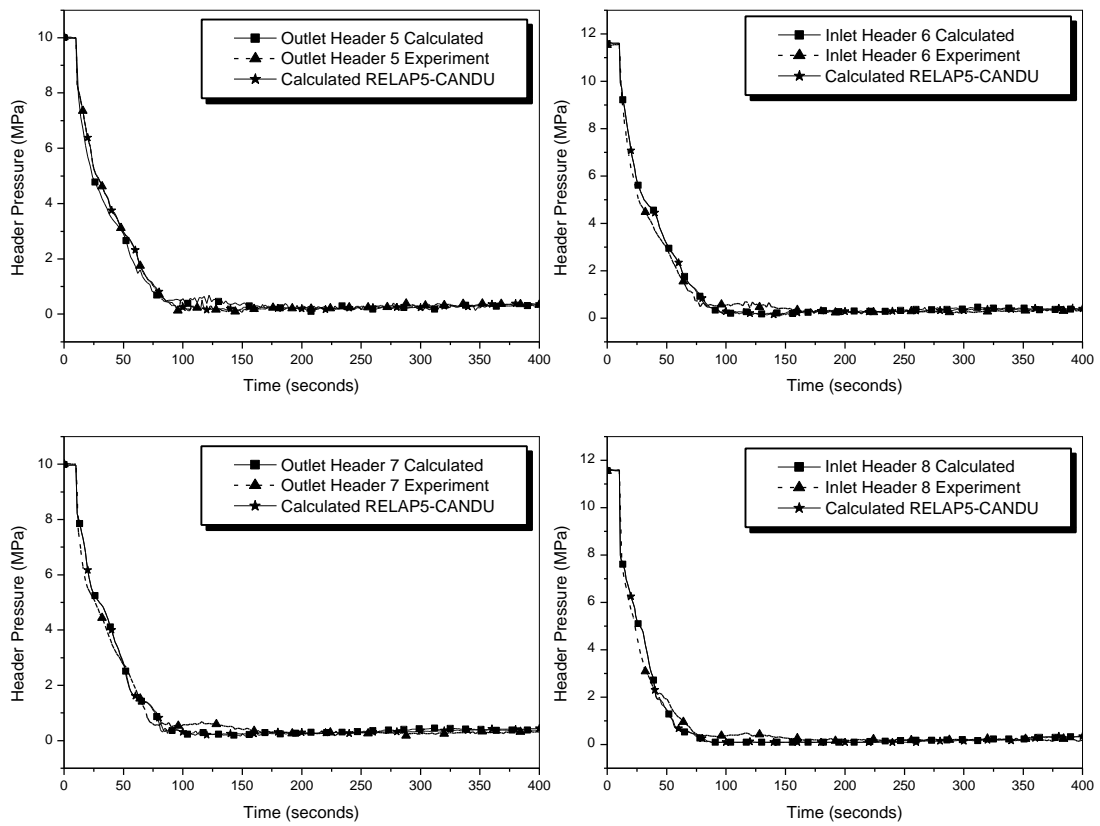 Outlet Header 5 Calculated
Outlet Header 5 Experiment
Calculated RELAP5-CANDU
Header Pressure (MPa)
10
8
6
4
2
0
0 50 100 150 200 250 300 350 400
Time (seconds)
Inlet Header 6 Calculated
Inlet Header 6 Experiment
Calculated RELAP5-CANDU
Header Pressure (MPa)
12
10
8
6
4
2
0
0 50 100 150 200 250 300 350 400
Time (seconds)
Outlet Header 7 Calculated
Outlet Header 7 Experiment
Calculated RELAP5-CANDU
Header Pressure (MPa)
10
8
6
4
2
0
0 50 100 150 200 250 300 350 400
Time (seconds)
Inlet Header 8 Calculated
Inlet Header 8 Experiment
Calculated RELAP5-CANDU
Header Pressure (MPa)
12
10
8
6
4
2
0
0 50 100 150 200 250 300 350 400
Time (seconds)